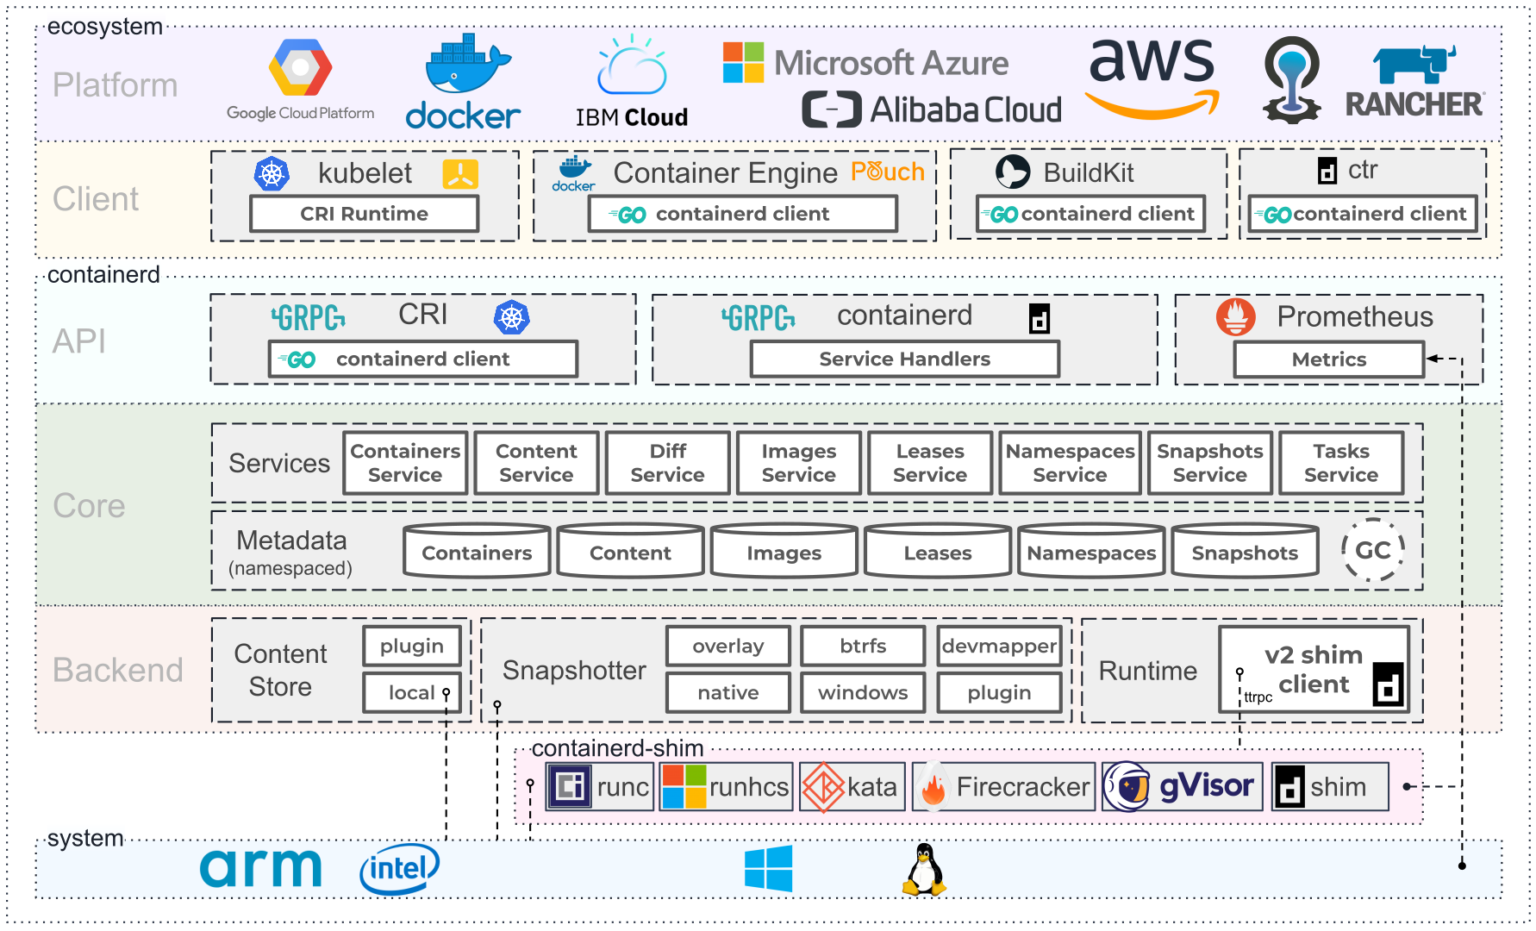 ecosystem
Platform
Google Cloud Platform
docker
IBM Cloud
Microsoft Azure
Alibaba Cloud
aws
RANCHER
Client
kubelet
CRI Runtime
docker
Container Engine
Pouch
GO containerd client
BuildKit
GO containerd client
ctr
GO containerd client
containerd
API
GRPC
CRI
GO containerd client
GRPC
containerd
Service Handlers
Prometheus
Metrics
Core
Services
Containers
Service
Content
Service
Diff
Service
Images
Service
Leases
Service
Namespaces
Service
Snapshots
Service
Tasks
Service
Metadata
(namespaced)
Containers
Content
Images
Leases
Namespaces
Snapshots
GC
Backend
Content
Store
plugin
local
Snapshotter
overlay
btrfs
devmapper
native
windows
plugin
Runtime
v2 shim
client
ttrpc
containerd-shim
runc
runhcs
kata
Firecracker
gVisor
shim
system
arm
intel